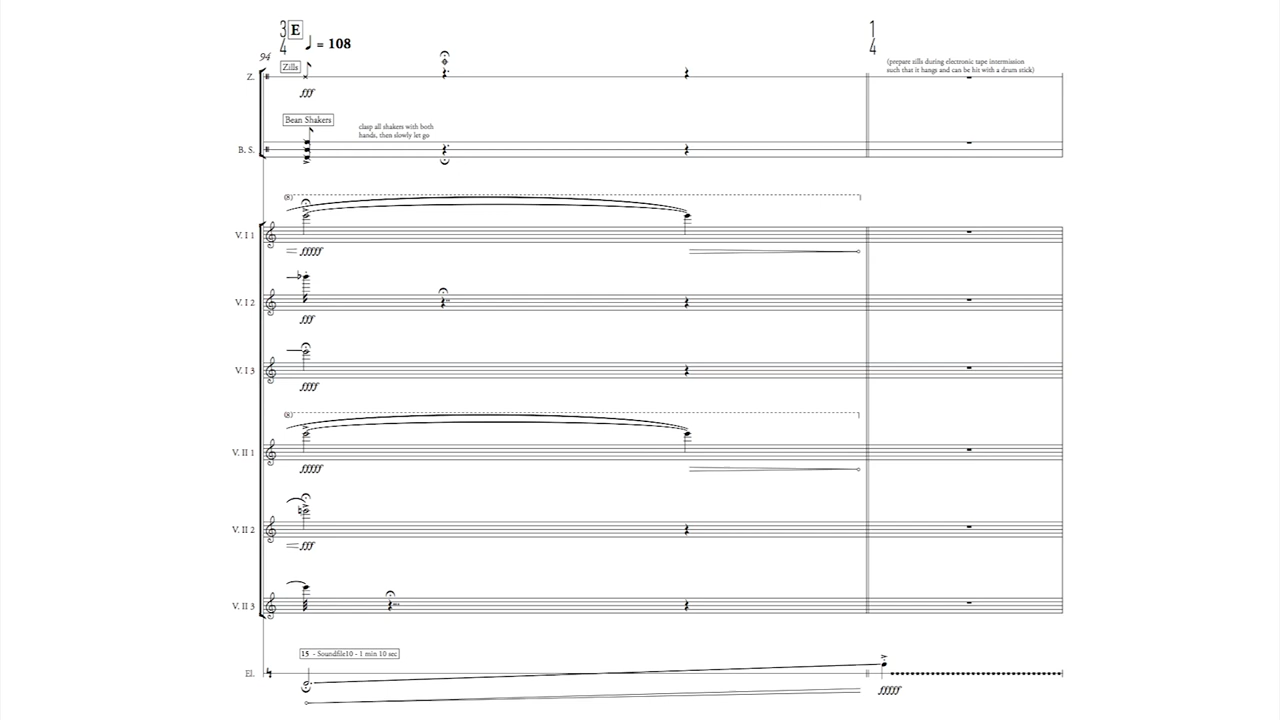 3
4
E
♩ = 108
1
4
94
Zills
(prepare zills during electronic tape intermission
such that it hangs and can be hit with a drum stick)
Z.
fff
Bean Shakers
clasp all shakers with both
hands, then slowly let go
B. S.
(8)
V. I 1
fffff
V. I 2
fff
V. I 3
ffff
(8)
V. II 1
fffff
V. II 2
fff
V. II 3
15 - Soundfile10 - 1 min 10 sec
El.
fffff